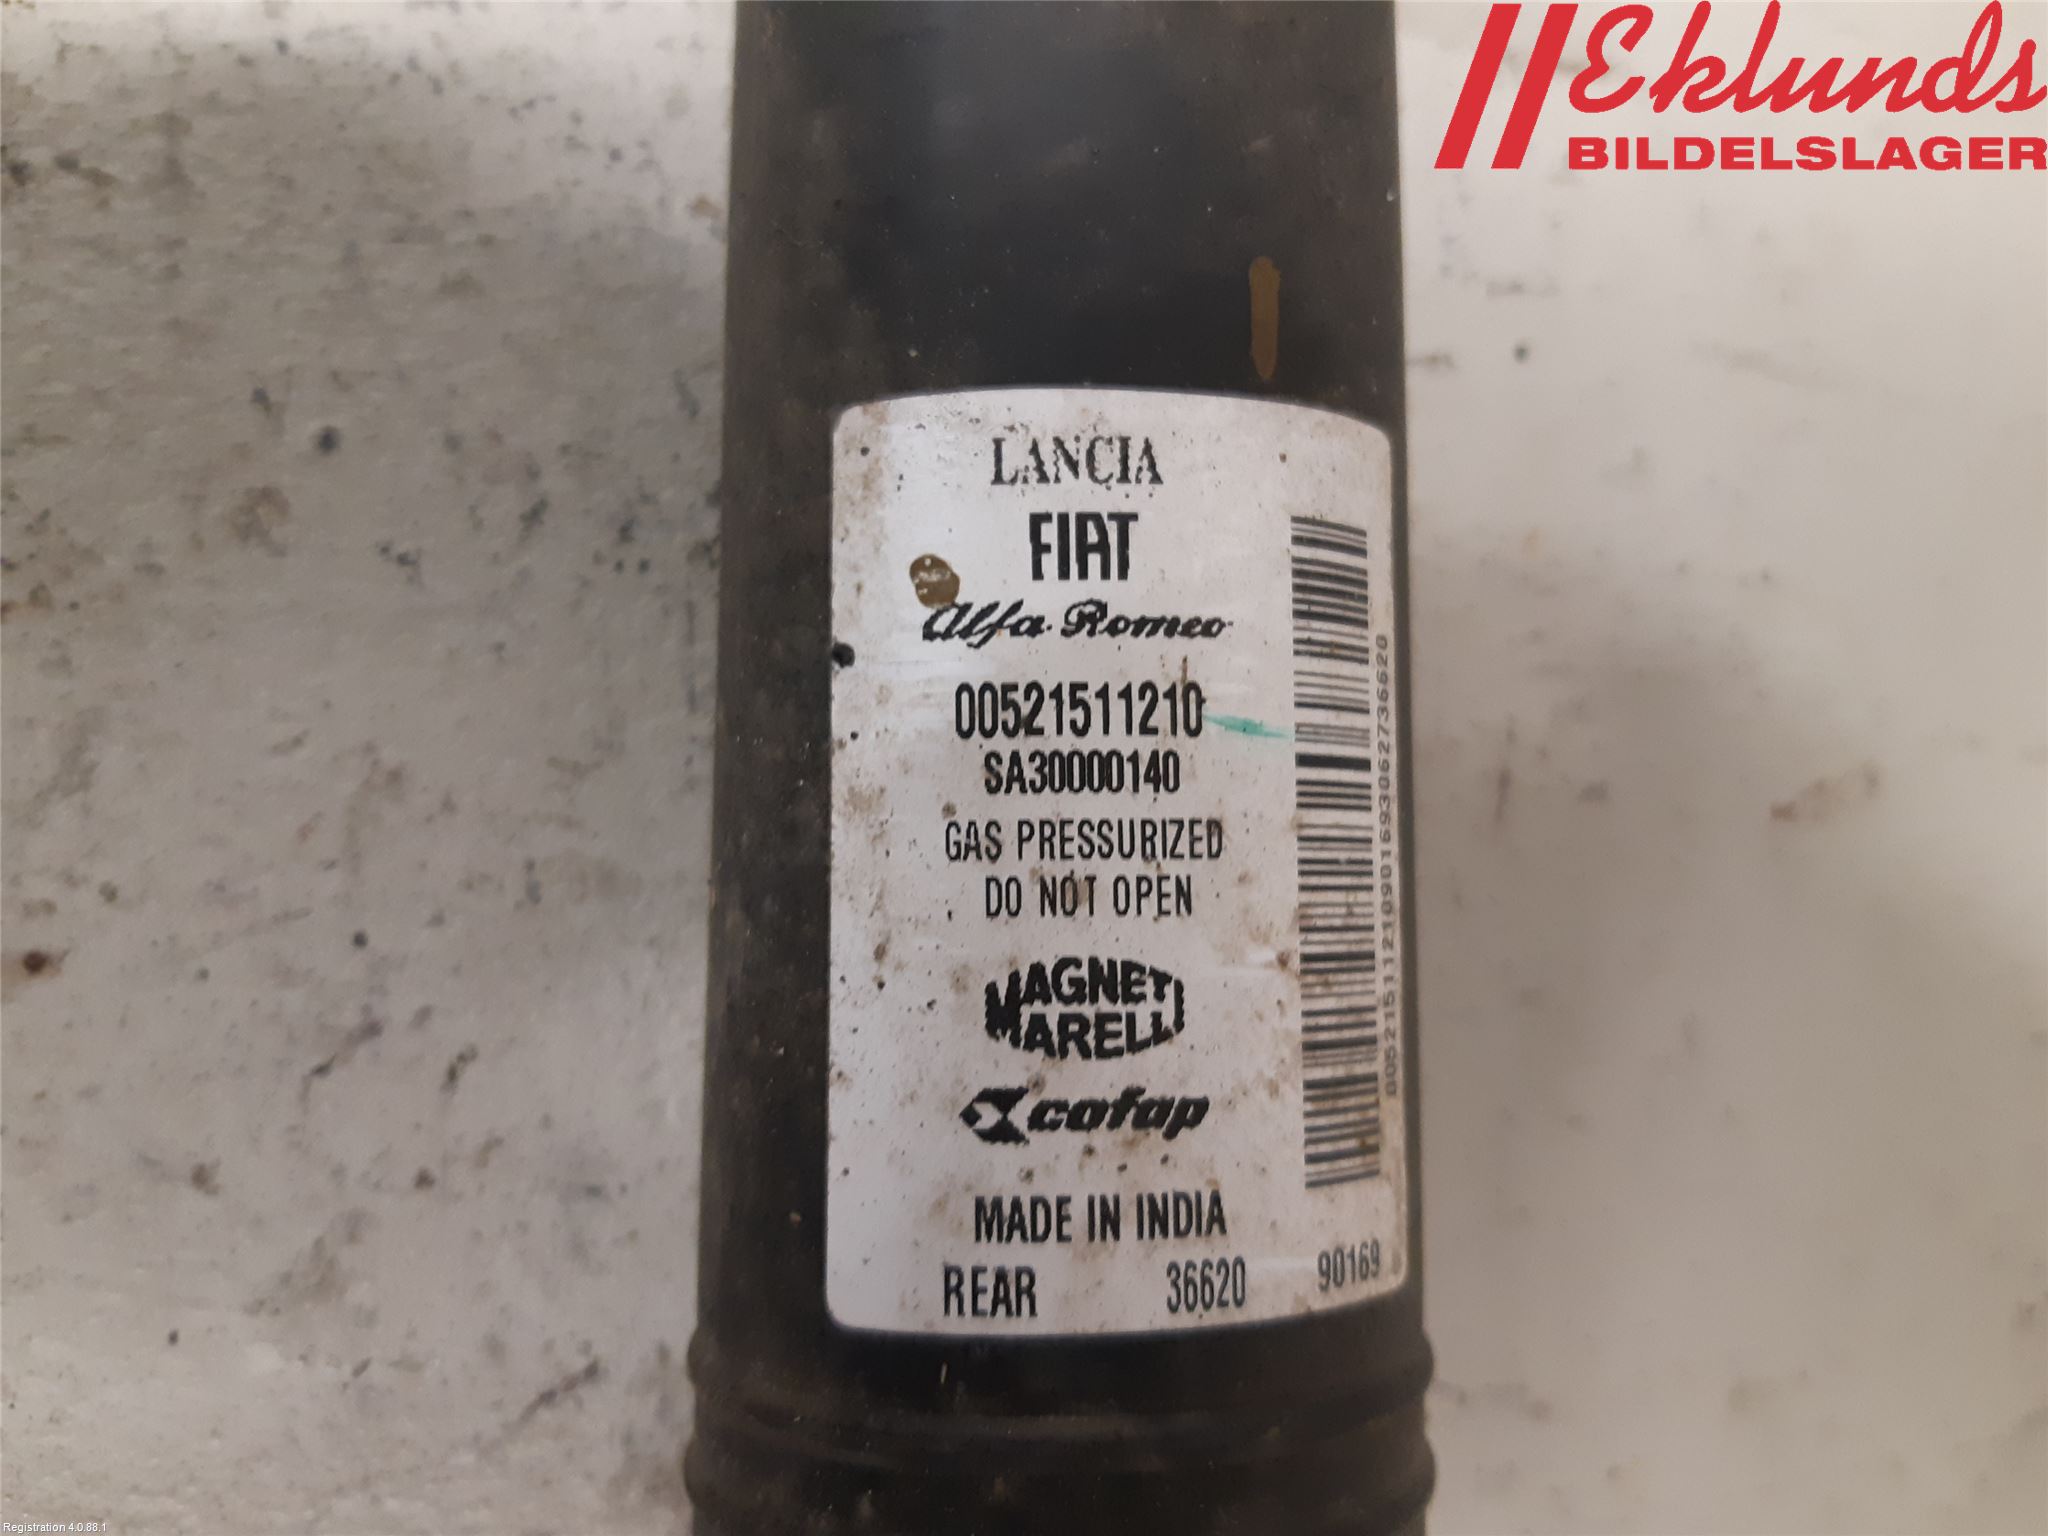 Eklunds
BILDELSLAGER
LANCIA
FIAT
Alfa Romeo
00521511210
SA30000140
GAS PRESSURIZED
DO NOT OPEN
MAGNETI
MARELLI
cofap
MADE IN INDIA
REAR 36620 90169
00521511210901693062736620
Registration 4.0.88.1